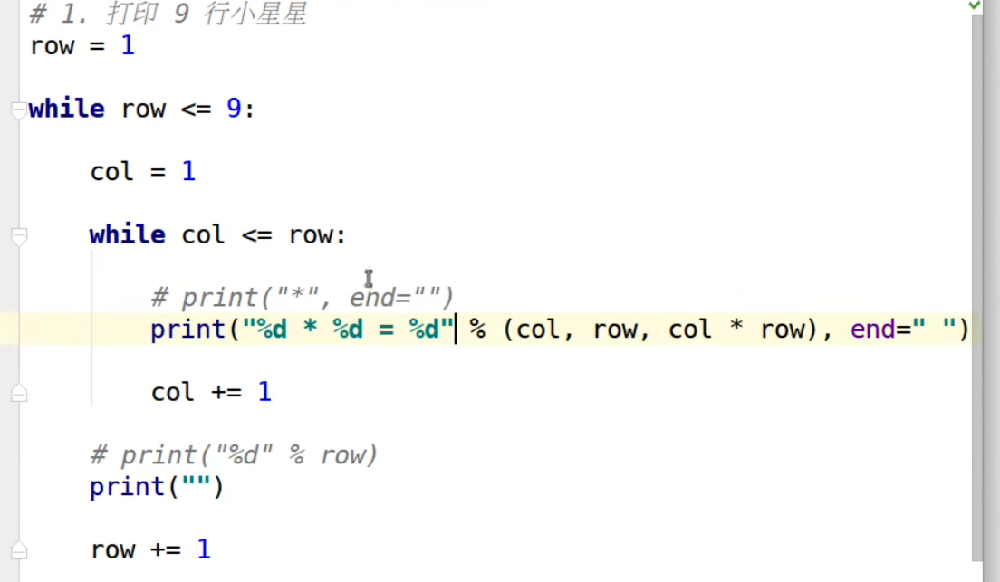 # 1. 打印 9 行小星星
row = 1
while row <= 9:
    col = 1
    while col <= row:
        # print("*", end="")
        print("%d * %d = %d" % (col, row, col * row), end=" ")
        col += 1
    # print("%d" % row)
    print("")
    row += 1